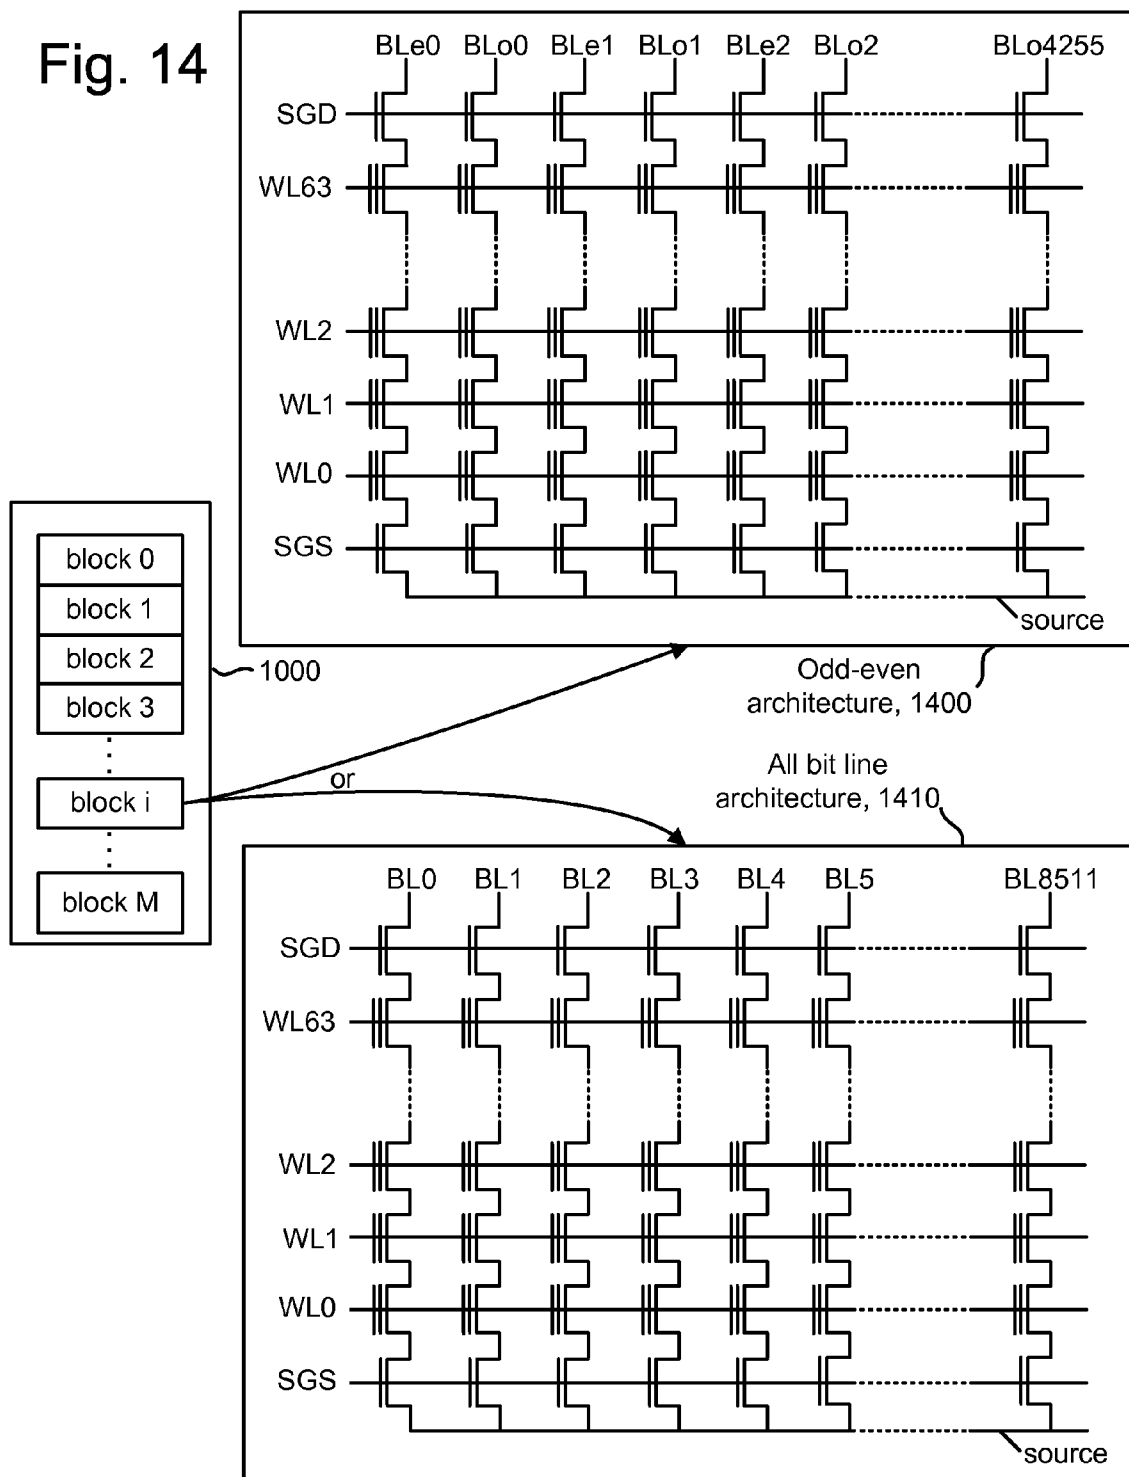 Fig. 14
BLe0 BLo0 BLe1 BLo1 BLe2 BLo2 BLo4255
SGD
WL63
WL2
WL1
WL0
SGS
source
block 0
block 1
block 2
block 3
block i
block M
1000
or
Odd-even
architecture, 1400
All bit line
architecture, 1410
BL0 BL1 BL2 BL3 BL4 BL5 BL8511
SGD
WL63
WL2
WL1
WL0
SGS
source